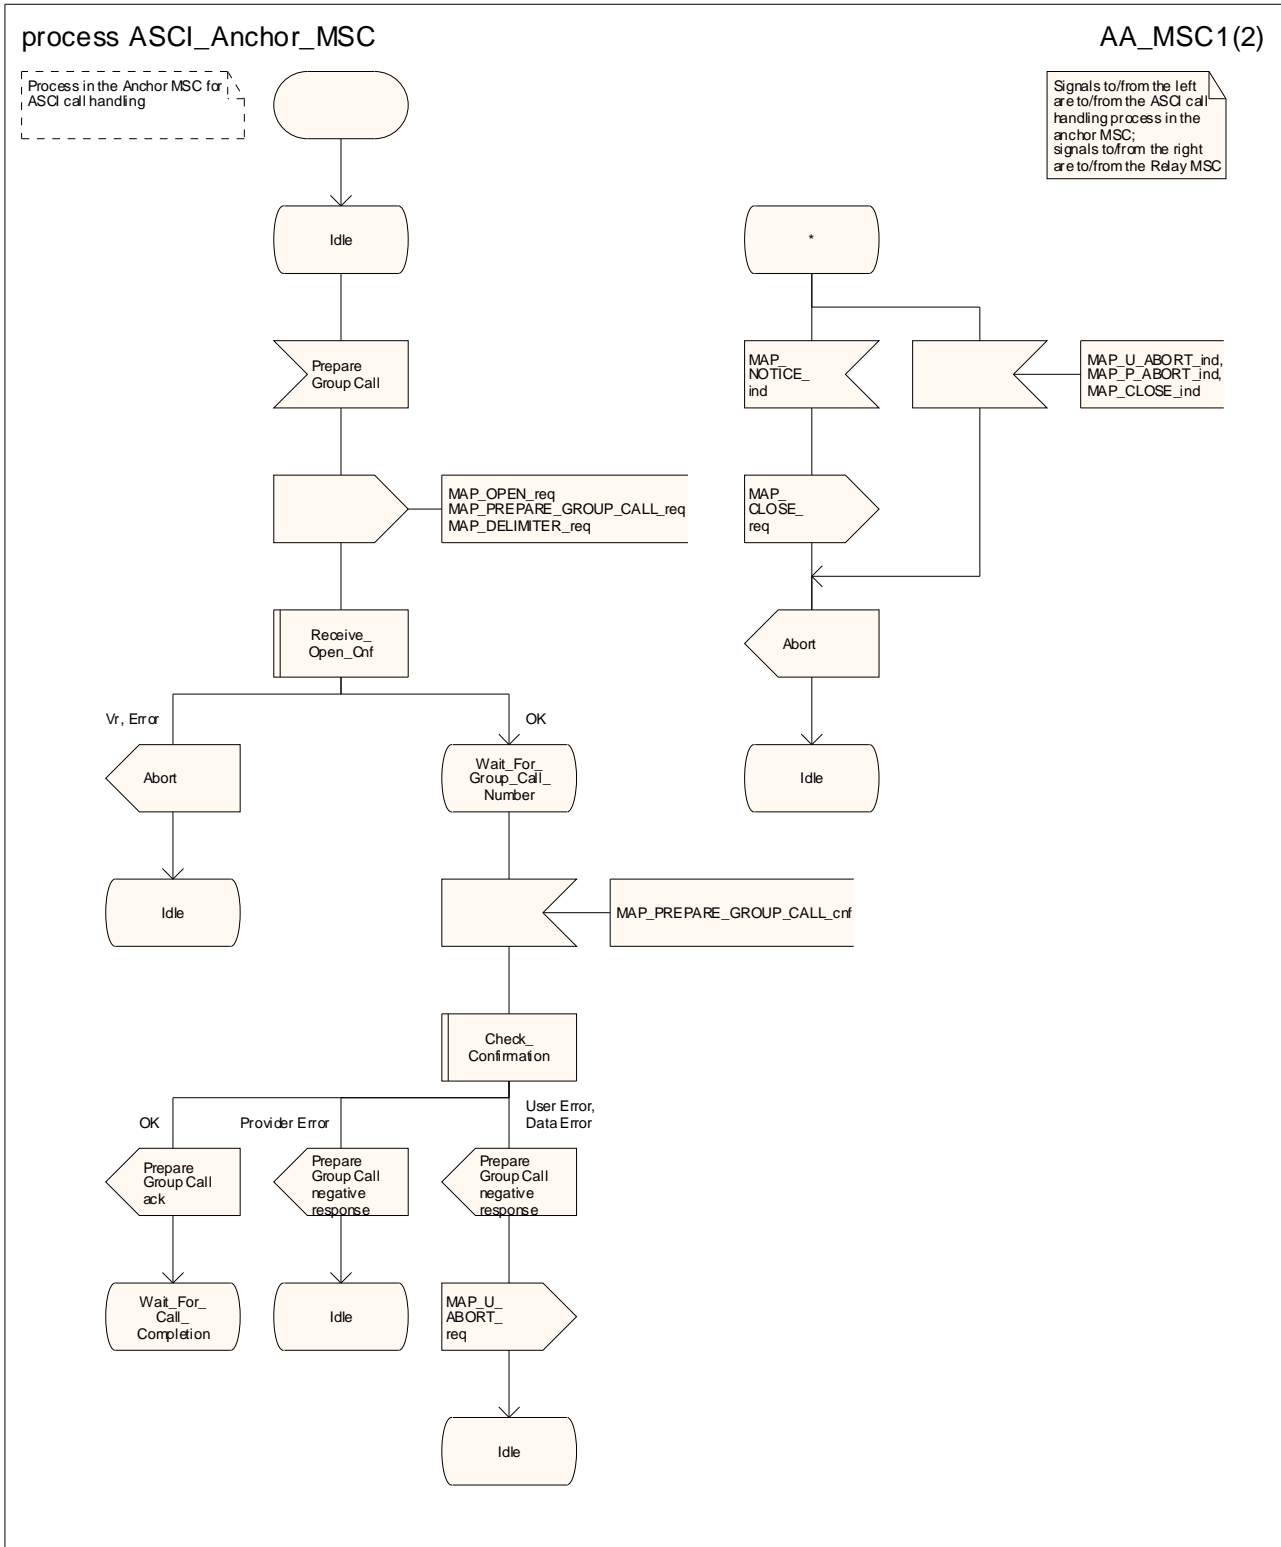 process ASCI_Anchor_MSC
AA_MSC1(2)
Process in the Anchor MSC for
ASCI call handling
Signals to/from the left
are to/from the ASCI call
handling process in the
anchor MSC;
signals to/from the right
are to/from the Relay MSC
Idle
*
Prepare
Group Call
MAP_
NOTICE_
ind
MAP_U_ABORT_ind,
MAP_P_ABORT_ind,
MAP_CLOSE_ind
MAP_OPEN_req
MAP_PREPARE_GROUP_CALL_req
MAP_DELIMITER_req
MAP_
CLOSE_
req
Receive_
Open_Cnf
Abort
Vr, Error
OK
Abort
Wait_For_
Group_Call_
Number
Idle
Idle
MAP_PREPARE_GROUP_CALL_cnf
Check_
Confirmation
OK
Provider Error
User Error,
Data Error
Prepare
Group Call
ack
Prepare
Group Call
negative
response
Prepare
Group Call
negative
response
Wait_For_
Call_
Completion
Idle
MAP_U_
ABORT_
req
Idle